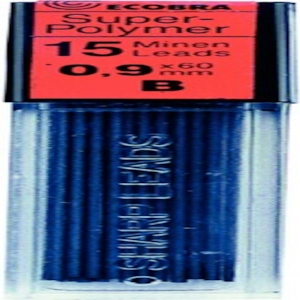 ECOBRA
Super-
Polymer
15 Minen
Leads
0,9 x60
mm
B
SHARP LEADS